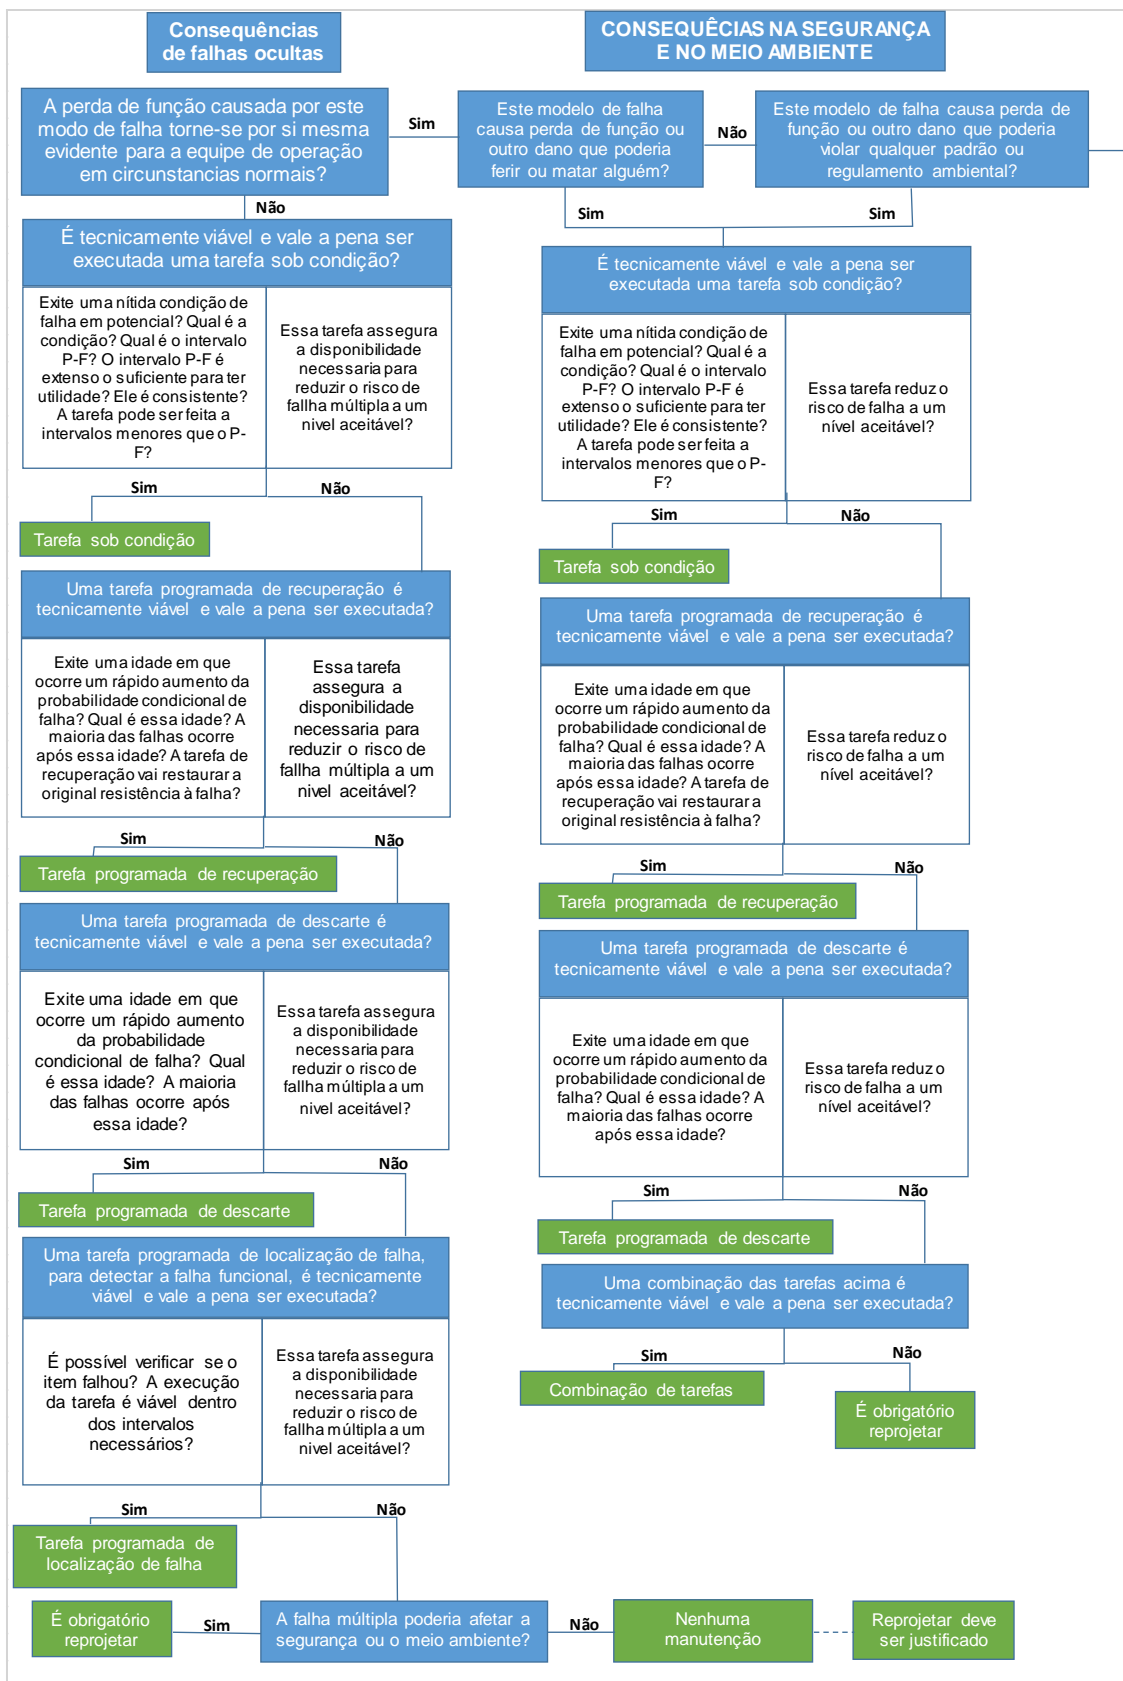 Consequências
de falhas ocultas
CONSEQUÊCIAS NA SEGURANÇA
E NO MEIO AMBIENTE
A perda de função causada por este
modo de falha torne-se por si mesma
evidente para a equipe de operação
em circunstancias normais?
Sim
Este modelo de falha
causa perda de função ou
outro dano que poderia
ferir ou matar alguém?
Não
Este modelo de falha causa perda de
função ou outro dano que poderia
violar qualquer padrão ou
regulamento ambiental?
Não
Sim
Sim
É tecnicamente viável e vale a pena ser
executada uma tarefa sob condição?
Exite uma nítida condição de
falha em potencial? Qual é a
condição? Qual é o intervalo
P-F? O intervalo P-F é
extenso o suficiente para ter
utilidade? Ele é consistente?
A tarefa pode ser feita a
intervalos menores que o P-
F?
Essa tarefa assegura
a disponibilidade
necessaria para
reduzir o risco de
fallha múltipla a um
nivel aceitável?
Sim
Não
Tarefa sob condição
Uma tarefa programada de recuperação é
tecnicamente viável e vale a pena ser executada?
Exite uma idade em que
ocorre um rápido aumento da
probabilidade condicional de
falha? Qual é essa idade? A
maioria das falhas ocorre
após essa idade? A tarefa de
recuperação vai restaurar a
original resistência à falha?
Essa tarefa
assegura a
disponibilidade
necessaria para
reduzir o risco de
fallha múltipla a um
nivel aceitável?
Sim
Não
Tarefa programada de recuperação
Uma tarefa programada de descarte é
tecnicamente viável e vale a pena ser executada?
Exite uma idade em que
ocorre um rápido aumento
da probabilidade
condicional de falha? Qual
é essa idade? A maioria
das falhas ocorre após
essa idade?
Essa tarefa assegura
a disponibilidade
necessaria para
reduzir o risco de
fallha múltipla a um
nivel aceitável?
Sim
Não
Tarefa programada de descarte
Uma tarefa programada de localização de falha,
para detectar a falha funcional, é tecnicamente
viável e vale a pena ser executada?
É possível verificar se o
item falhou? A execução
da tarefa é viável dentro
dos intervalos
necessários?
Essa tarefa assegura
a disponibilidade
necessaria para
reduzir o risco de
fallha múltipla a um
nivel aceitável?
Sim
Não
Tarefa programada de
localização de falha
É obrigatório
reprojetar
Sim
A falha múltipla poderia afetar a
segurança ou o meio ambiente?
Não
Nenhuma
manutenção
Reprojetar deve
ser justificado
É tecnicamente viável e vale a pena ser
executada uma tarefa sob condição?
Exite uma nítida condição de
falha em potencial? Qual é a
condição? Qual é o intervalo
P-F? O intervalo P-F é
extenso o suficiente para ter
utilidade? Ele é consistente?
A tarefa pode ser feita a
intervalos menores que o P-
F?
Essa tarefa reduz o
risco de falha a um
nível aceitável?
Sim
Não
Tarefa sob condição
Uma tarefa programada de recuperação é
tecnicamente viável e vale a pena ser executada?
Exite uma idade em que
ocorre um rápido aumento da
probabilidade condicional de
falha? Qual é essa idade? A
maioria das falhas ocorre
após essa idade? A tarefa de
recuperação vai restaurar a
original resistência à falha?
Essa tarefa reduz o
risco de falha a um
nível aceitável?
Sim
Não
Tarefa programada de recuperação
Uma tarefa programada de descarte é
tecnicamente viável e vale a pena ser executada?
Exite uma idade em que
ocorre um rápido aumento da
probabilidade condicional de
falha? Qual é essa idade? A
maioria das falhas ocorre
após essa idade?
Essa tarefa reduz o
risco de falha a um
nível aceitável?
Sim
Não
Tarefa programada de descarte
Uma combinação das tarefas acima é
tecnicamente viável e vale a pena ser executada?
Sim
Não
Combinação de tarefas
É obrigatório
reprojetar